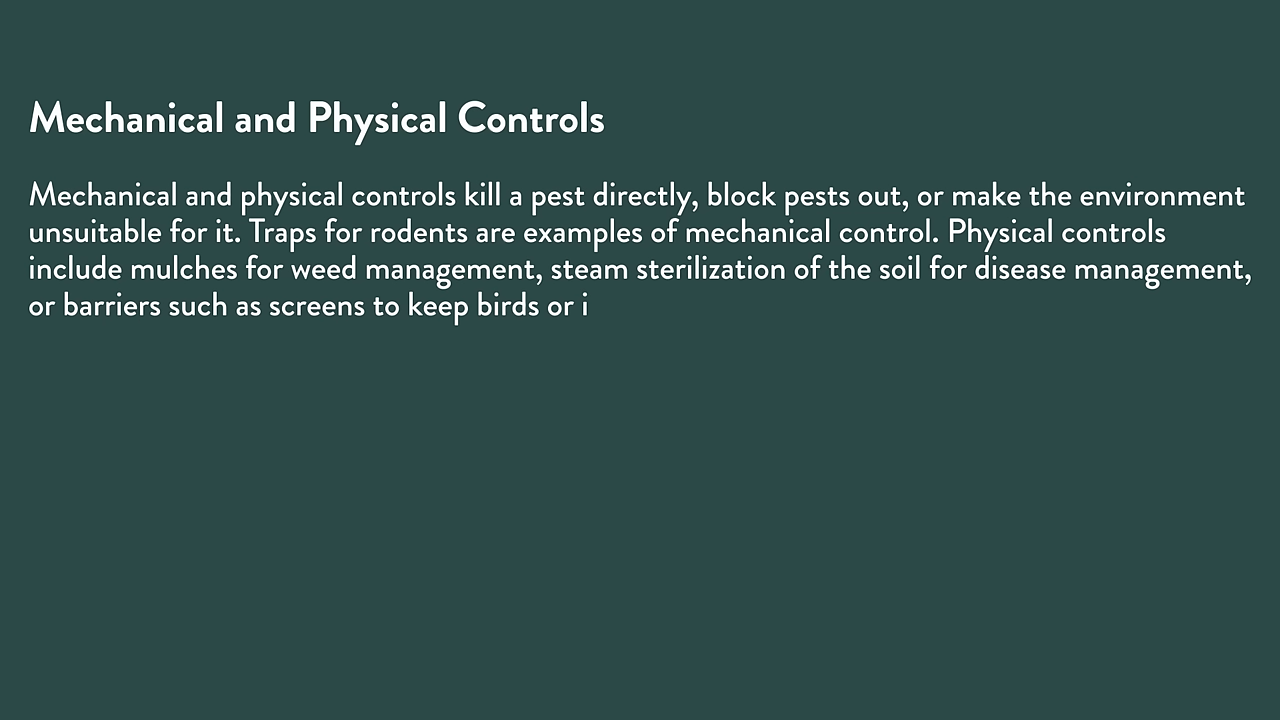 Mechanical and Physical Controls
Mechanical and physical controls kill a pest directly, block pests out, or make the environment
unsuitable for it. Traps for rodents are examples of mechanical control. Physical controls
include mulches for weed management, steam sterilization of the soil for disease management,
or barriers such as screens to keep birds or i